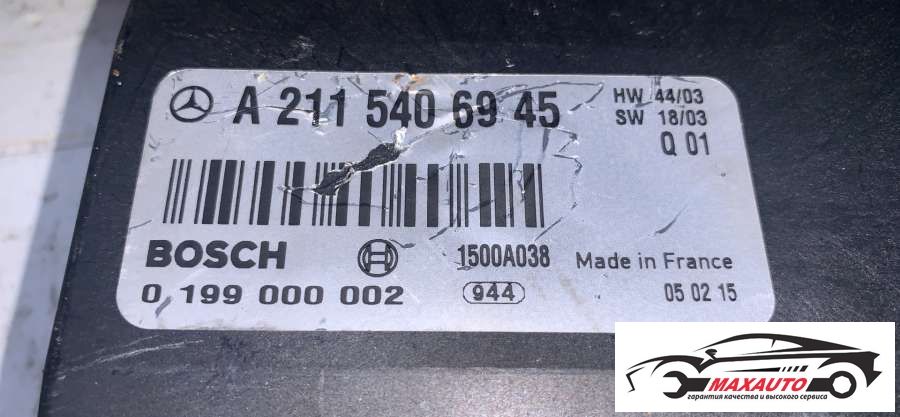 A 211 540 69 45
HW 44/03
SW 18/03
Q 01
BOSCH
1500A038
Made in France
0 199 000 002
944
05 02 15
MAXAUTO
гарантия качества и высокого сервиса